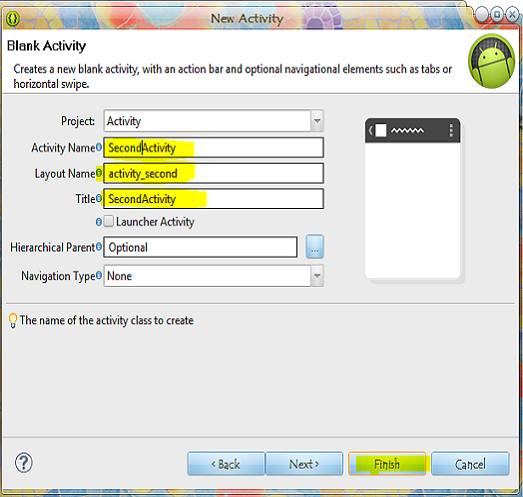 New Activity
Blank Activity
Creates a new blank activity, with an action bar and optional navigational elements such as tabs or
horizontal swipe.
Project: Activity
Activity Name SecondActivity
Layout Name activity_second
Title SecondActivity
Launcher Activity
Hierarchical Parent Optional ...
Navigation Type None
The name of the activity class to create
? < Back Next > Finish Cancel